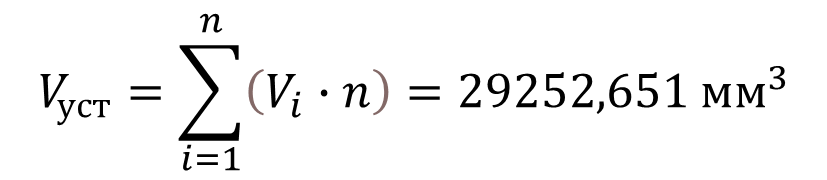 V_уст = ∑_{i=1}^{n} (V_i · n) = 29252,651 мм³